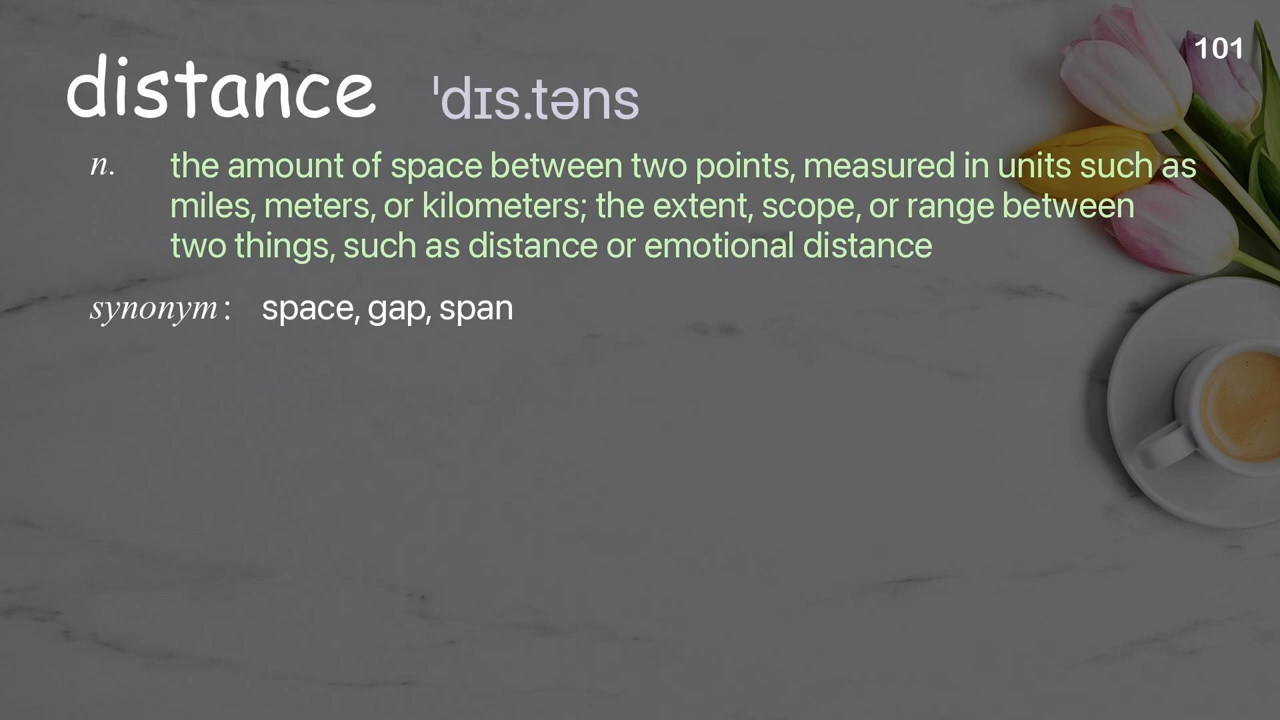 101
distance ˈdɪs.təns
n. the amount of space between two points, measured in units such as
miles, meters, or kilometers; the extent, scope, or range between
two things, such as distance or emotional distance
synonym: space, gap, span